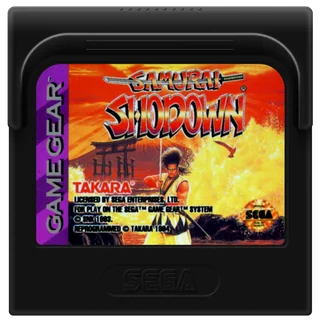 GAME GEAR™
SAMURAI
SHODOWN
TAKARA
LICENSED BY SEGA ENTERPRISES, LTD.
FOR PLAY ON THE SEGA™ GAME GEAR™ SYSTEM
© SNK 1993.
REPROGRAMMED © TAKARA 1994.
SEGA
SEGA